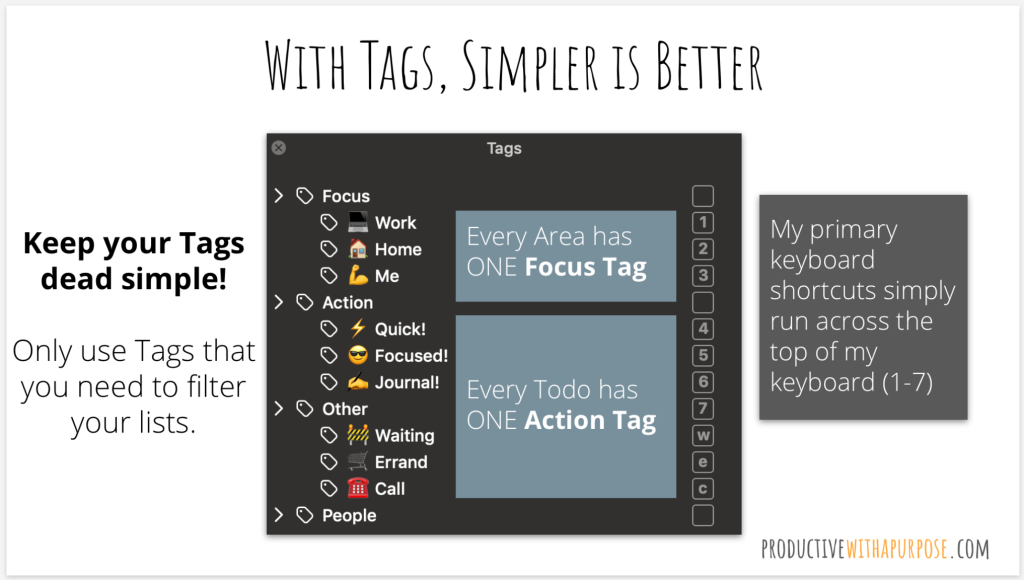 With Tags, Simpler is Better
Keep your Tags
dead simple!
Only use Tags that
you need to filter
your lists.
Tags
Focus
Work 1
Home 2
Me 3
Action
Quick! 4
Focused! 5
Journal! 6
Other 7
Waiting w
Errand e
Call c
People
Every Area has
ONE Focus Tag
Every Todo has
ONE Action Tag
My primary
keyboard
shortcuts simply
run across the
top of my
keyboard (1-7)
PRODUCTIVEWITHAPURPOSE.COM